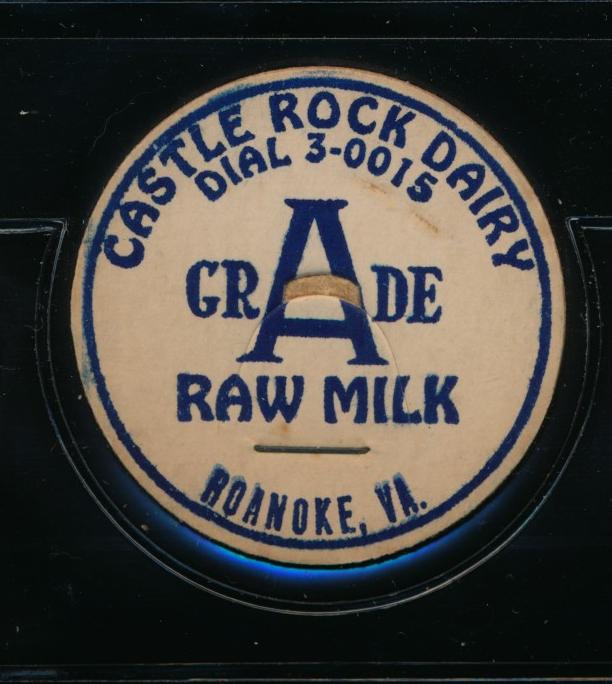 CASTLE ROCK DAIRY
DIAL 3-0015
GRADE
RAW MILK
ROANOKE, VA.